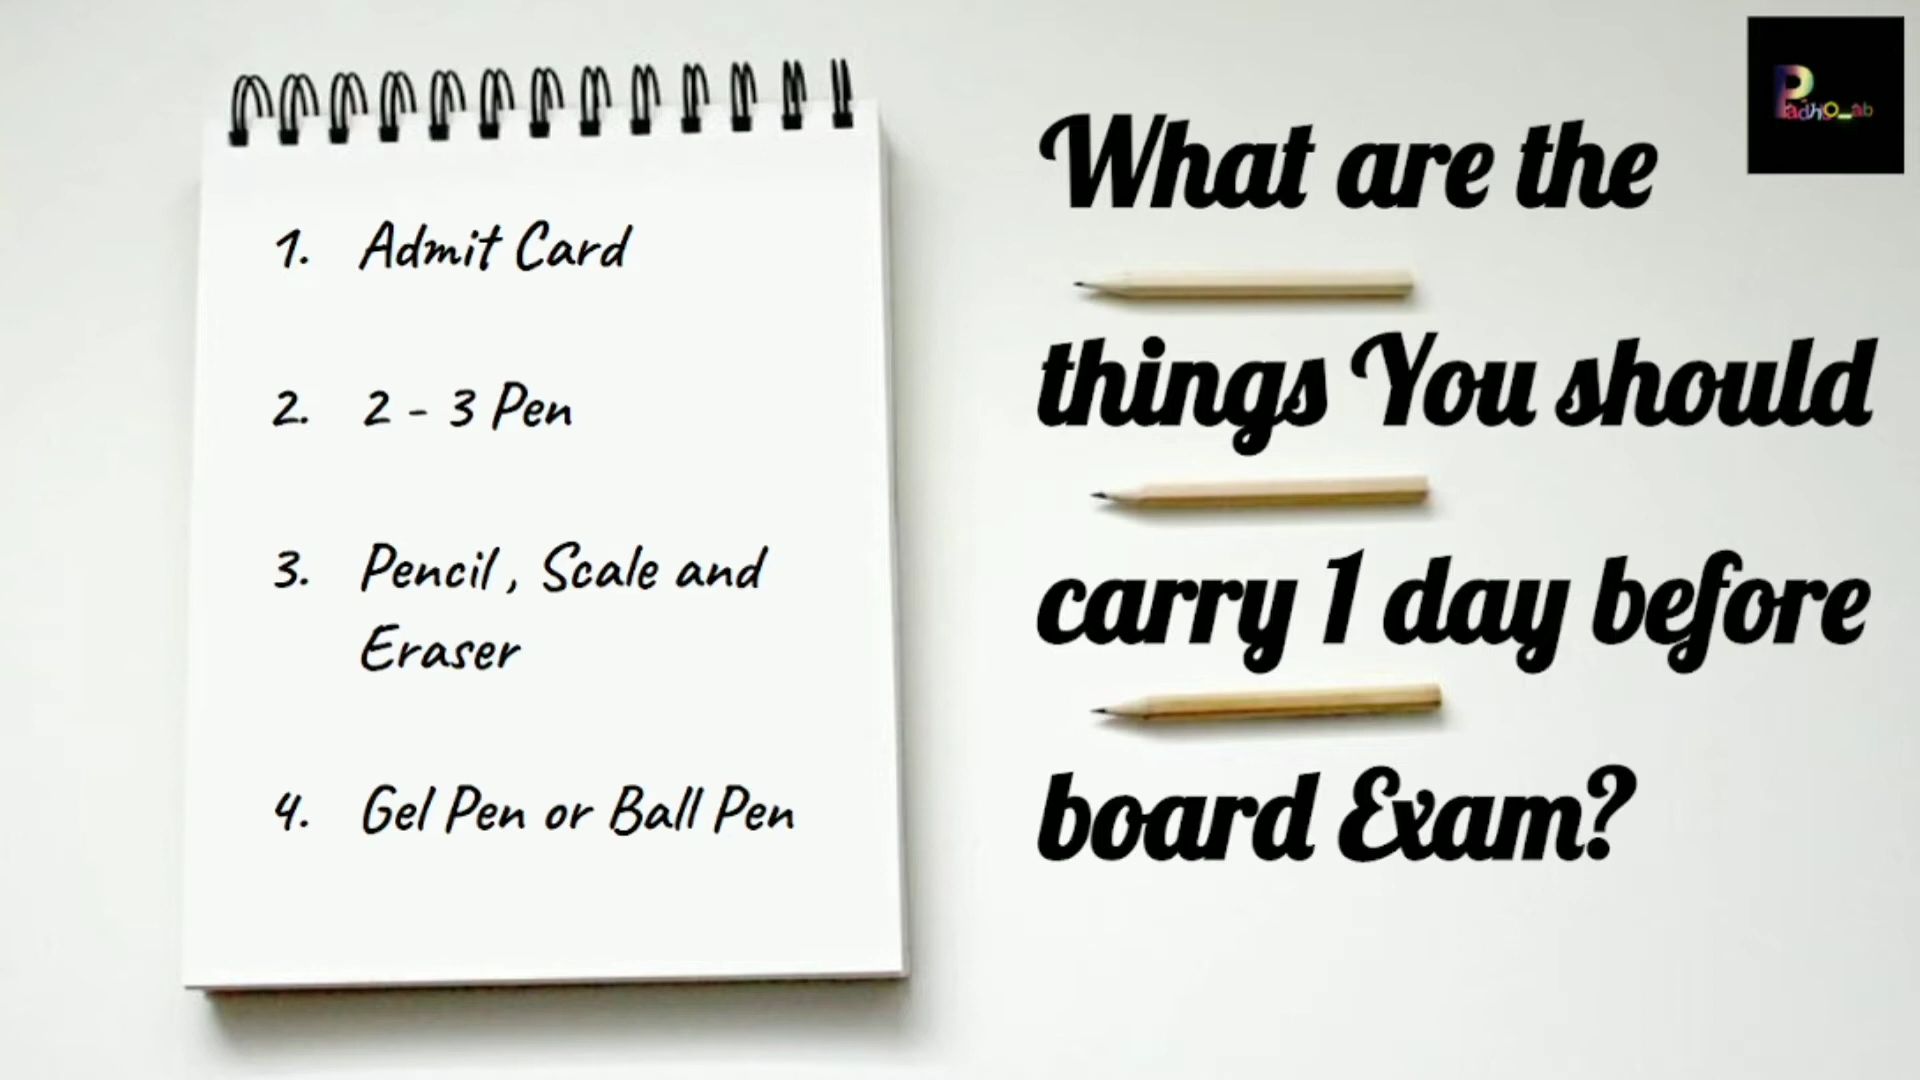 1. Admit Card
2. 2 - 3 Pen
3. Pencil, Scale and
Eraser
4. Gel Pen or Ball Pen
What are the
things You should
carry 1 day before
board Exam?
PadhO_ab